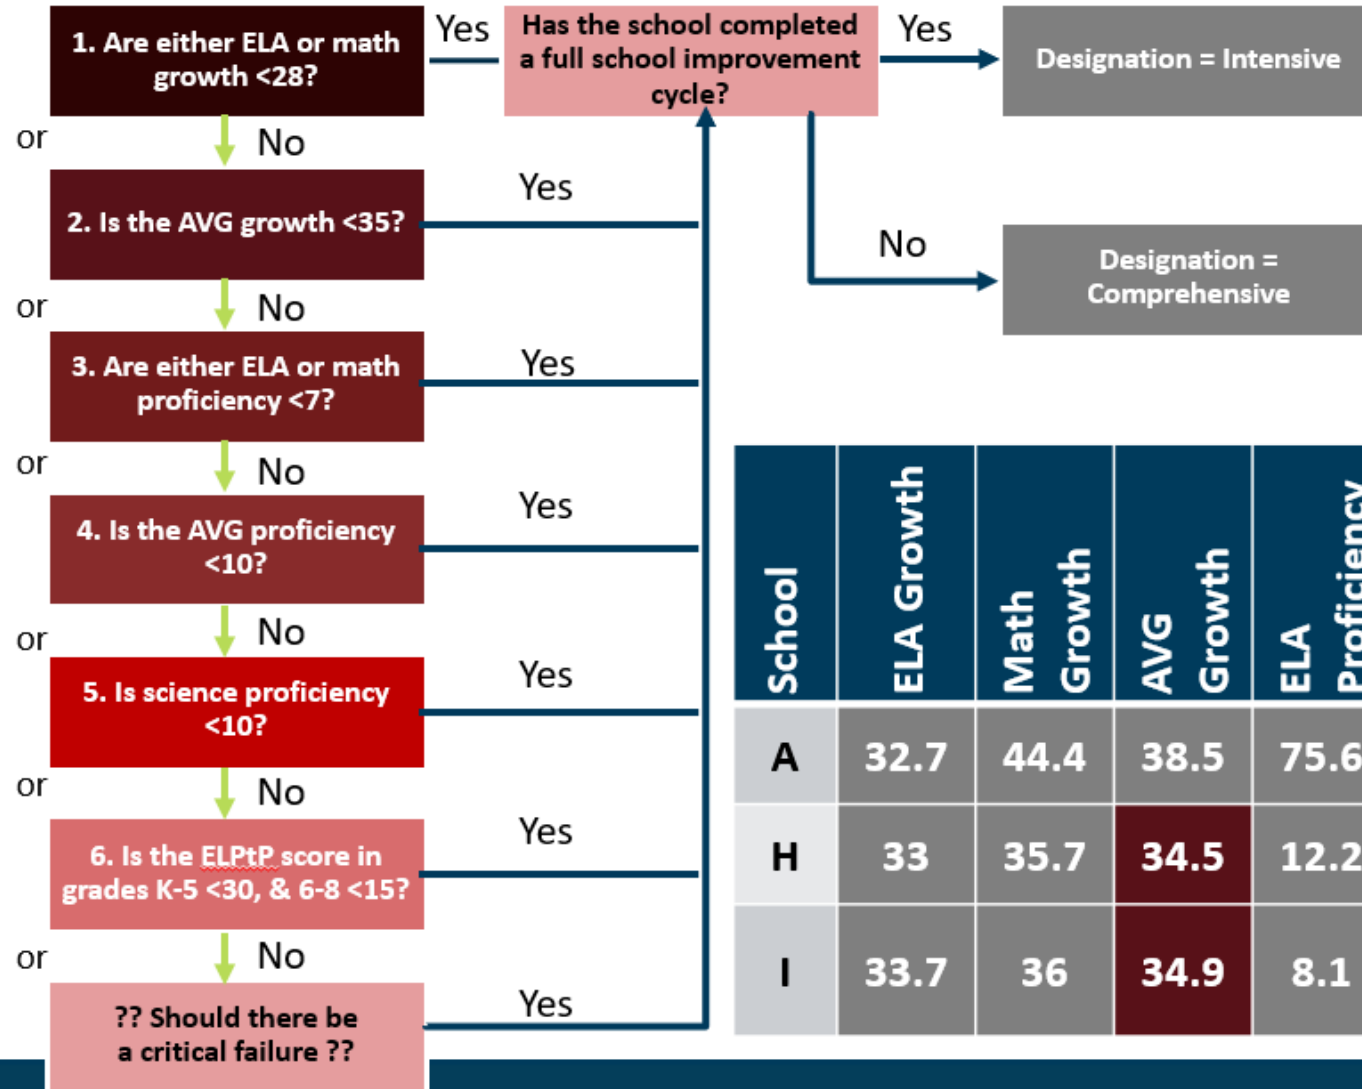 1. Are either ELA or math
growth <28?
Yes
Has the school completed
a full school improvement
cycle?
Yes
Designation = Intensive
or
No
2. Is the AVG growth <35?
Yes
No
Designation =
Comprehensive
or
No
3. Are either ELA or math
proficiency <7?
Yes
or
No
4. Is the AVG proficiency
<10?
Yes
or
No
5. Is science proficiency
<10?
Yes
or
No
6. Is the ELPtP score in
grades K-5 <30, & 6-8 <15?
Yes
or
No
?? Should there be
a critical failure ??
Yes
School
ELA Growth
Math
Growth
AVG
Growth
ELA
Proficiency
A 32.7 44.4 38.5 75.6
H 33 35.7 34.5 12.2
I 33.7 36 34.9 8.1